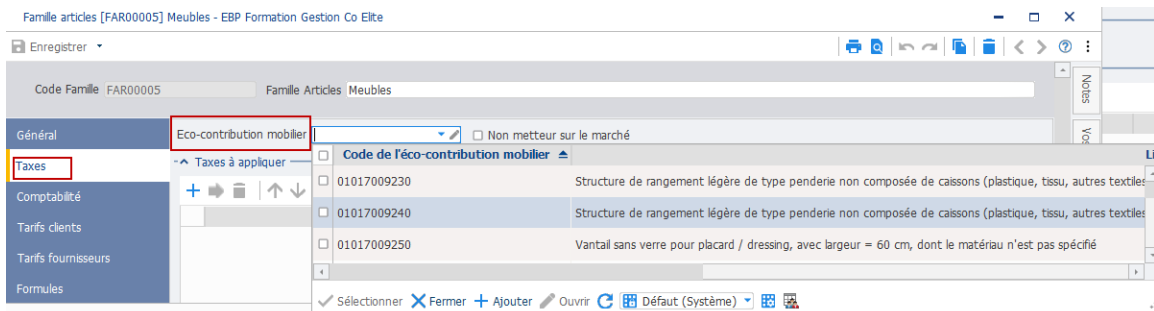 Famille articles [FAR00005] Meubles - EBP Formation Gestion Co Elite
Enregistrer
Code Famille FAR00005 Famille Articles Meubles
Notes
Général
Eco-contribution mobilier Non metteur sur le marché
Taxes
Taxes à appliquer
Code de l'éco-contribution mobilier Li
01017009230 Structure de rangement légère de type penderie non composée de caissons (plastique, tissu, autres textiles
Comptabilité
01017009240 Structure de rangement légère de type penderie non composée de caissons (plastique, tissu, autres textiles
Tarifs clients
01017009250 Vantail sans verre pour placard / dressing, avec largeur = 60 cm, dont le matériau n'est pas spécifié
Tarifs fournisseurs
Formules
Sélectionner Fermer Ajouter Ouvrir Défaut (Système)